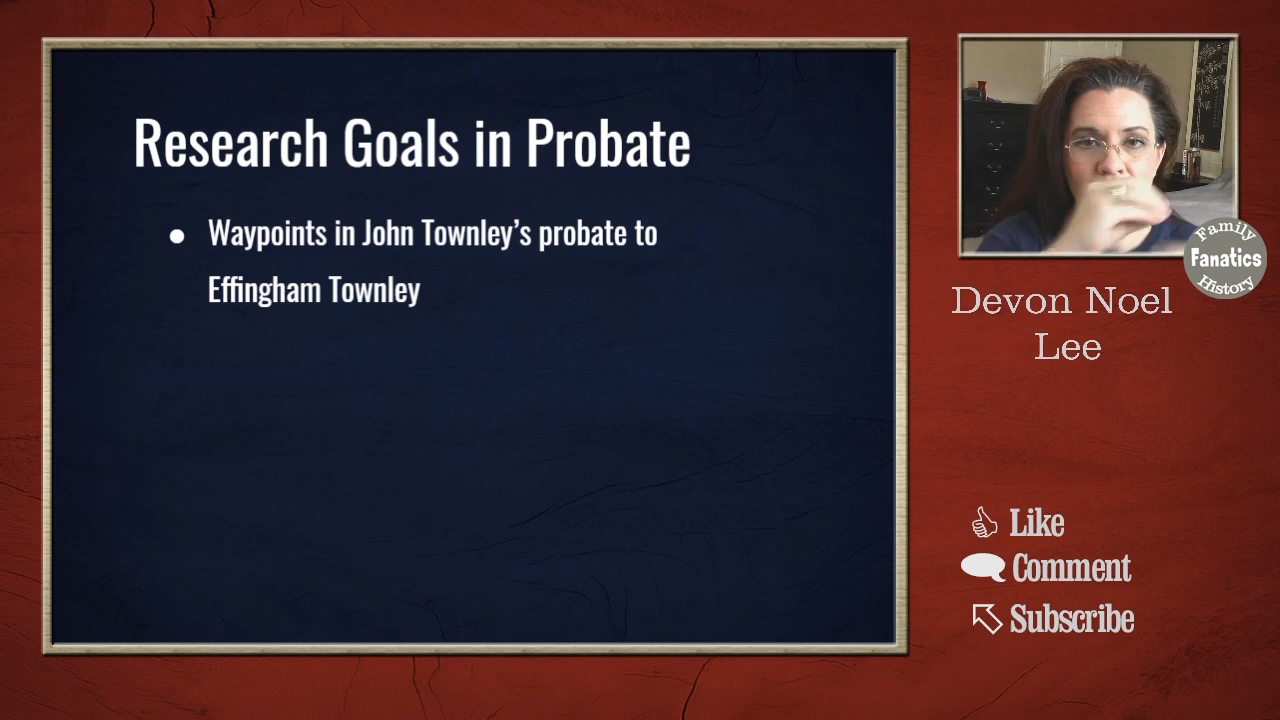 Research Goals in Probate
● Waypoints in John Townley’s probate to
Effingham Townley
Family
Fanatics
History
Devon Noel
Lee
Like
Comment
Subscribe